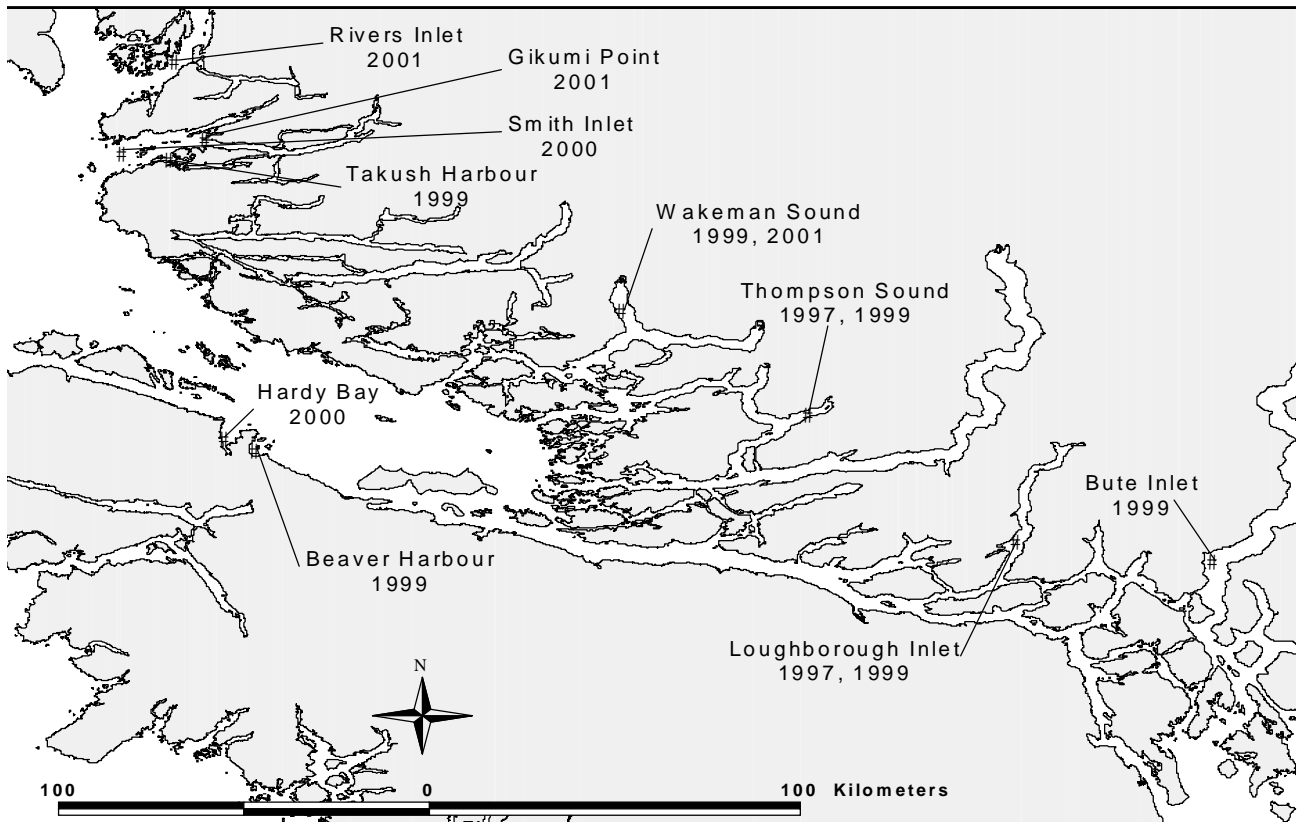 Rivers Inlet
2001
Gikumi Point
2001
Smith Inlet
2000
Takush Harbour
1999
Wakeman Sound
1999, 2001
Thompson Sound
1997, 1999
Hardy Bay
2000
Bute Inlet
1999
Beaver Harbour
1999
Loughborough Inlet
1997, 1999
N
100 0 100 Kilometers